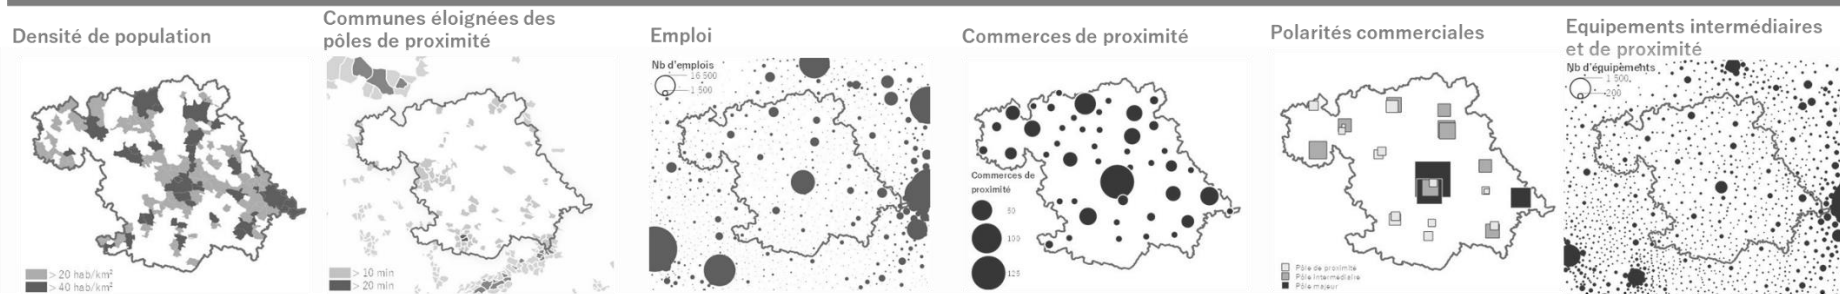 Densité de population
> 20 hab/km²
> 40 hab/km²
Communes éloignées des
pôles de proximité
> 10 min
> 20 min
Emploi
Nb d'emplois
16 500
1 500
Commerces de proximité
Commerces de
proximité
50
100
125
Polarités commerciales
Pôle de proximité
Pôle intermédiaire
Pôle majeur
Equipements intermédiaires
et de proximité
Nb d'équipements
1 500
200